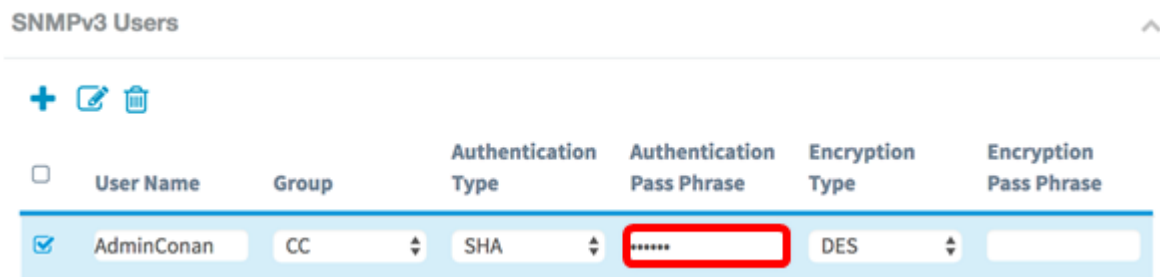 SNMPv3 Users
Authentication Authentication Encryption Encryption
User Name Group Type Pass Phrase Type Pass Phrase
AdminConan CC SHA •••••• DES